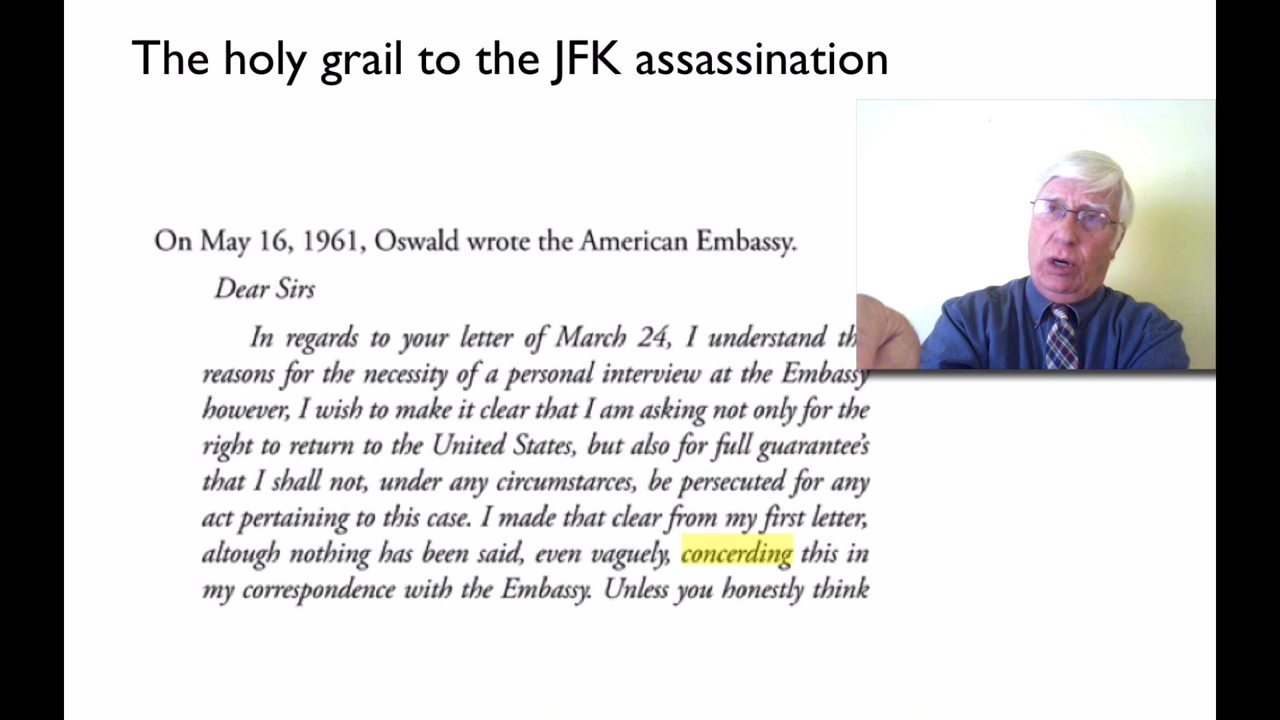 The holy grail to the JFK assassination
On May 16, 1961, Oswald wrote the American Embassy.
Dear Sirs
In regards to your letter of March 24, I understand th
reasons for the necessity of a personal interview at the Embassy
however, I wish to make it clear that I am asking not only for the
right to return to the United States, but also for full guarantee's
that I shall not, under any circumstarces, be persecuted for any
act pertaining to this case. I made that clear from my first letter,
altough nothing has been said, even vaguely, concerding this in
my correspondence with the Embassy. Unless you honestly think